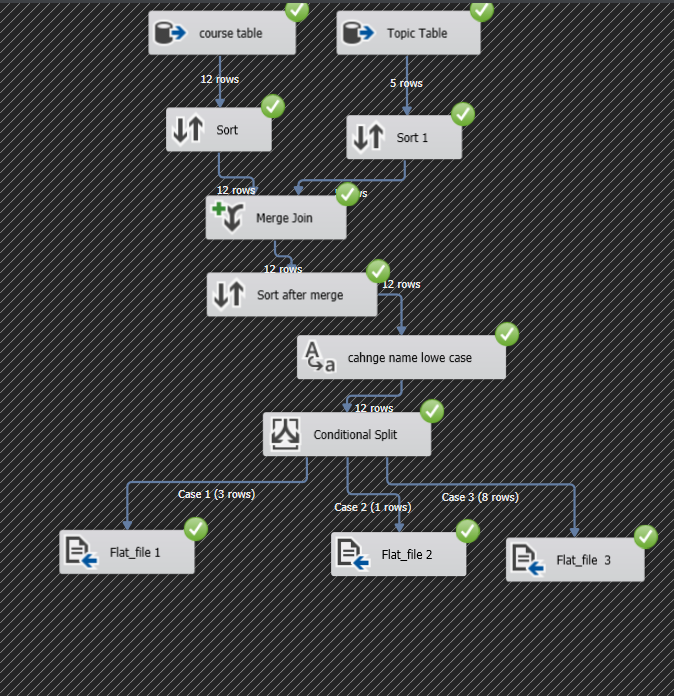 course table
Topic Table
12 rows
5 rows
Sort
Sort 1
12 rows
Merge Join
12 rows
Sort after merge
12 rows
cahnge name lowe case
12 rows
Conditional Split
Case 1 (3 rows)
Case 2 (1 rows)
Case 3 (8 rows)
Flat_file 1
Flat_file 2
Flat_file 3